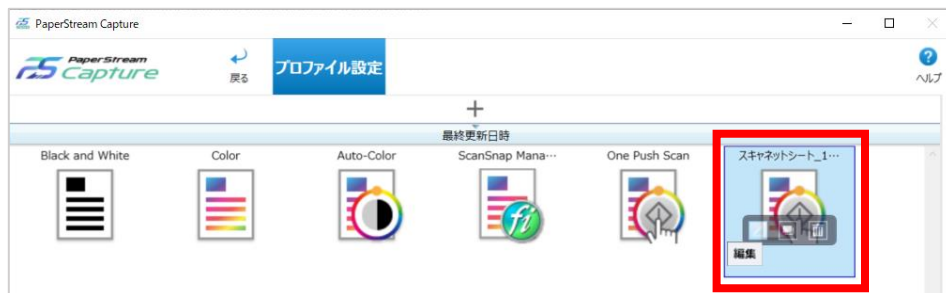 PaperStream Capture
PaperStream
Capture
戻る
プロファイル設定
ヘルプ
+
最終更新日時
Black and White
Color
Auto-Color
ScanSnap Mana…
One Push Scan
スキャネットシート_1…
fi
編集